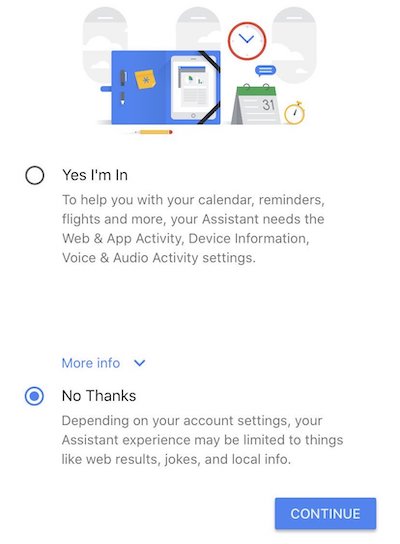 31
Yes I'm In
To help you with your calendar, reminders,
flights and more, your Assistant needs the
Web & App Activity, Device Information,
Voice & Audio Activity settings.
More info
No Thanks
Depending on your account settings, your
Assistant experience may be limited to things
like web results, jokes, and local info.
CONTINUE